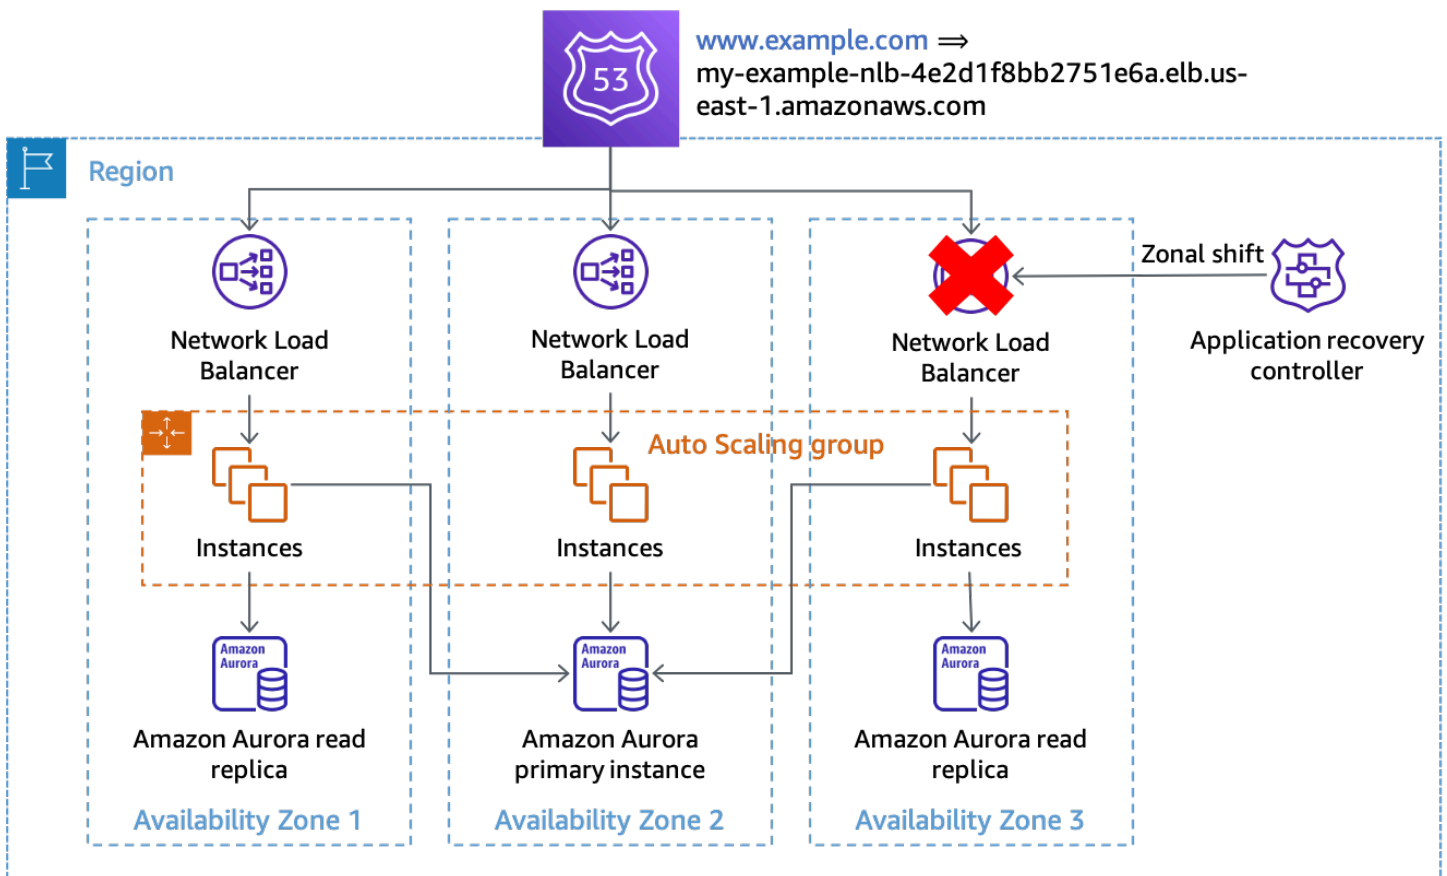 53
www.example.com ⟹
my-example-nlb-4e2d1f8bb2751e6a.elb.us-
east-1.amazonaws.com
Region
Zonal shift
Network Load
Balancer
Network Load
Balancer
Network Load
Balancer
Application recovery
controller
Auto Scaling group
Instances
Instances
Instances
Amazon
Aurora
Amazon
Aurora
Amazon
Aurora
Amazon Aurora read
replica
Amazon Aurora
primary instance
Amazon Aurora read
replica
Availability Zone 1
Availability Zone 2
Availability Zone 3